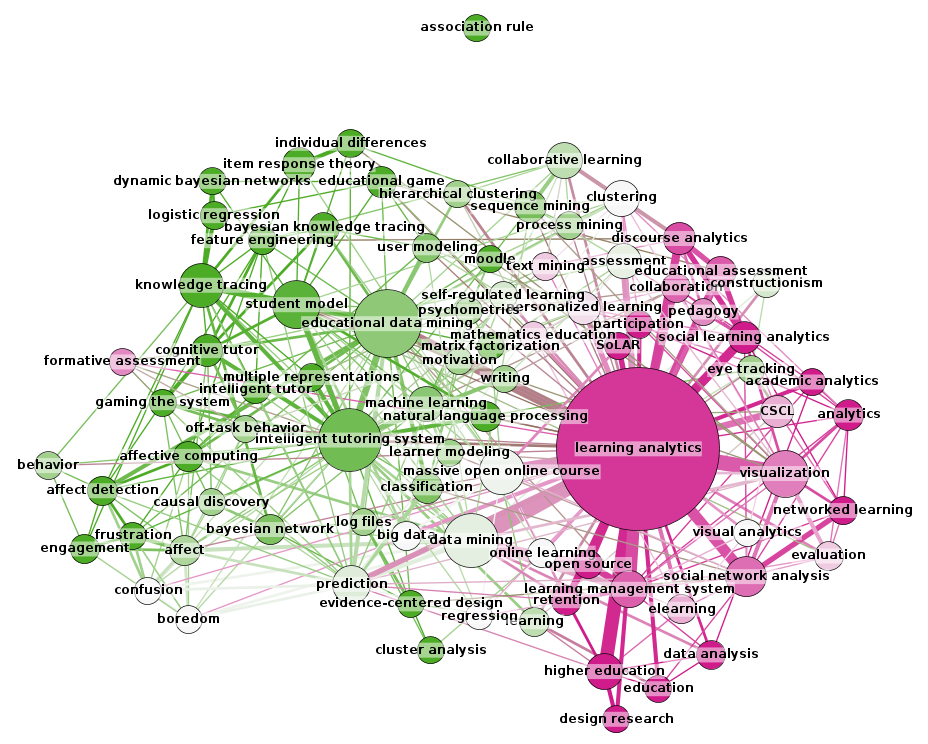 association rule
individual differences
collaborative learning
item response theory
dynamic bayesian networks
educational game
hierarchical clustering
clustering
sequence mining
logistic regression
bayesian knowledge tracing
process mining
feature engineering
discourse analytics
user modeling
moodle
text mining
assessment
educational assessment
knowledge tracing
collaboration
constructionism
self-regulated learning
student model
personalized learning
psychometrics
pedagogy
educational data mining
participation
mathematics education
social learning analytics
matrix factorization
SoLAR
cognitive tutor
formative assessment
motivation
eye tracking
multiple representations
writing
academic analytics
intelligent tutor
gaming the system
machine learning
CSCL
natural language processing
analytics
off-task behavior
intelligent tutoring system
learning analytics
affective computing
learner modeling
behavior
massive open online course
visualization
affect detection
classification
causal discovery
networked learning
log files
bayesian network
frustration
big data
visual analytics
data mining
engagement
affect
online learning
evaluation
open source
social network analysis
prediction
confusion
learning management system
retention
evidence-centered design
elearning
boredom
regression
learning
cluster analysis
data analysis
higher education
education
design research